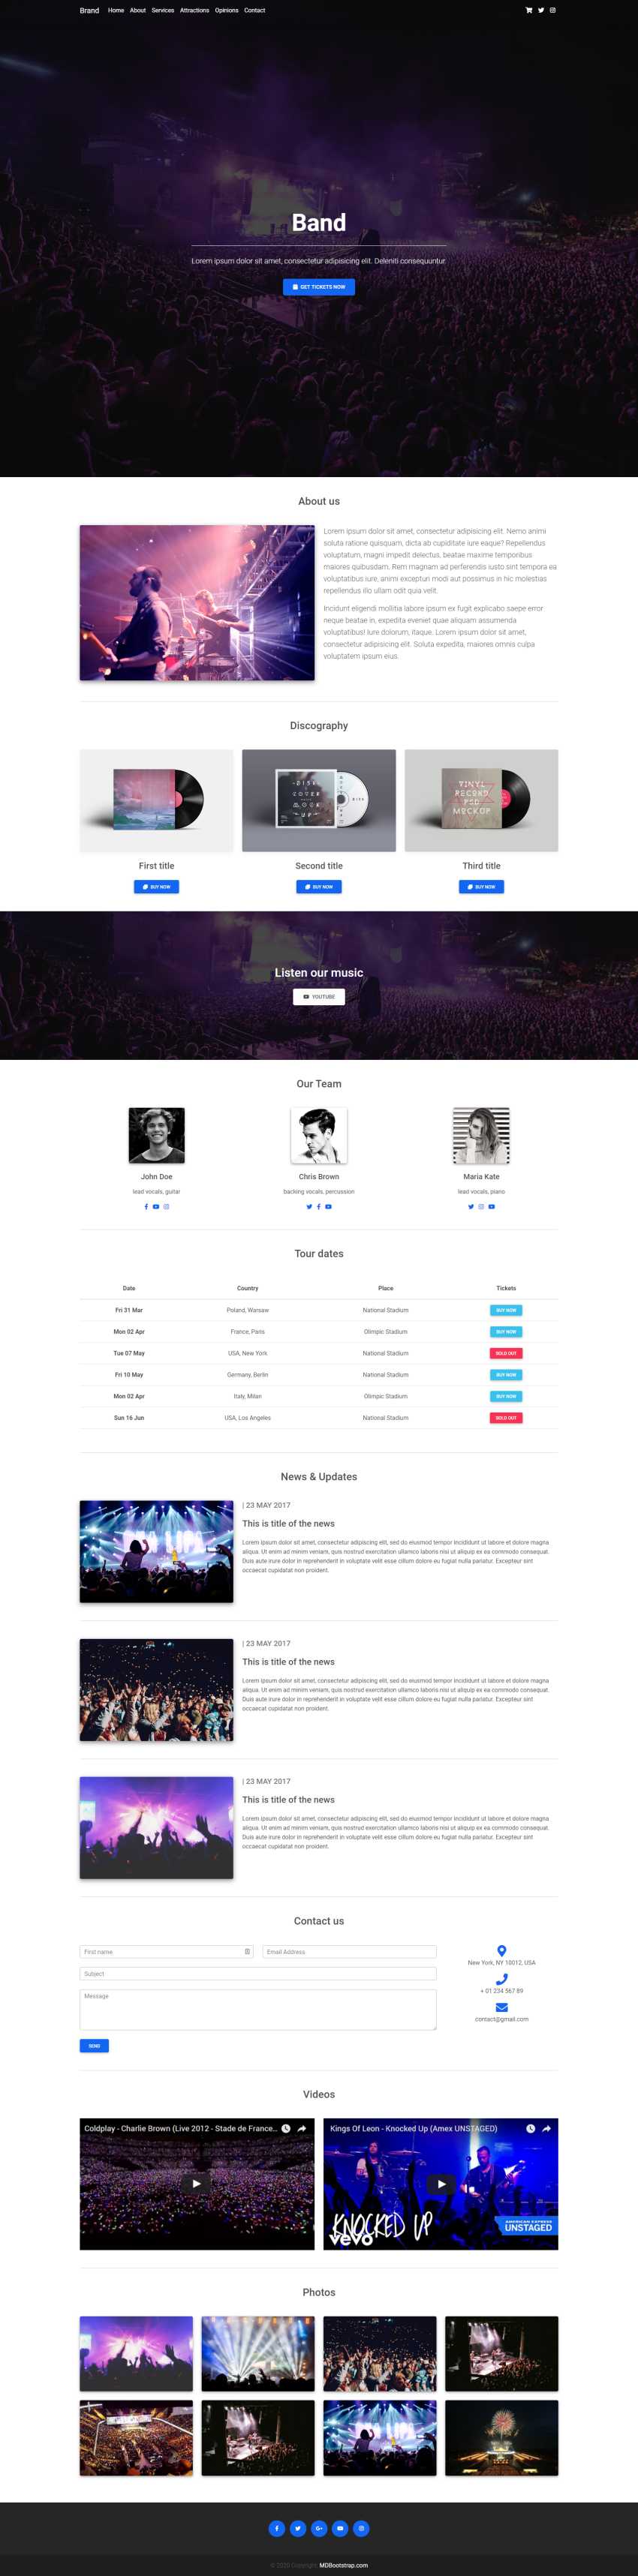 Brand Home About Services Attractions Opinions Contact
Band
Lorem ipsum dolor sit amet, consectetur adipisicing elit. Deleniti consequuntur.
GET TICKETS NOW
About us
Lorem ipsum dolor sit amet, consectetur adipisicing elit. Nemo animi
soluta ratione quisquam, dicta ab cupiditate iure eaque? Repellendus
voluptatum, magni impedit delectus, beatae maxime temporibus
maiores quibusdam. Rem magnam ad perferendis iusto sint tempora ea
voluptatibus iure, animi excepturi modi aut possimus in hic molestias
repellendus illo ullam odit quia velit.
Incidunt eligendi mollitia labore ipsum ex fugit explicabo saepe error
neque beatae in, expedita eveniet quae aliquam assumenda
voluptatibus! Iure dolorum, itaque. Lorem ipsum dolor sit amet,
consectetur adipisicing elit. Soluta expedita, maiores omnis culpa
voluptatem ipsum eius.
Discography
DISK COVER MOCK UP
VINYL
RECORD
PSD
MOCKUP
First title Second title Third title
BUY NOW BUY NOW BUY NOW
Listen our music
YOUTUBE
Our Team
John Doe Chris Brown Maria Kate
lead vocals, guitar backing vocals, percussion lead vocals, piano
Tour dates
Date Country Place Tickets
Fri 31 Mar Poland, Warsaw National Stadium BUY NOW
Mon 02 Apr France, Paris Olimpic Stadium BUY NOW
Tue 07 May USA, New York National Stadium SOLD OUT
Fri 10 May Germany, Berlin National Stadium BUY NOW
Mon 02 Apr Italy, Milan Olimpic Stadium BUY NOW
Sun 16 Jun USA, Los Angeles National Stadium SOLD OUT
News & Updates
| 23 MAY 2017
This is title of the news
Lorem ipsum dolor sit amet, consectetur adipisicing elit, sed do eiusmod tempor incididunt ut labore et dolore magna
aliqua. Ut enim ad minim veniam, quis nostrud exercitation ullamco laboris nisi ut aliquip ex ea commodo consequat.
Duis aute irure dolor in reprehenderit in voluptate velit esse cillum dolore eu fugiat nulla pariatur. Excepteur sint
occaecat cupidatat non proident.
| 23 MAY 2017
This is title of the news
Lorem ipsum dolor sit amet, consectetur adipisicing elit, sed do eiusmod tempor incididunt ut labore et dolore magna
aliqua. Ut enim ad minim veniam, quis nostrud exercitation ullamco laboris nisi ut aliquip ex ea commodo consequat.
Duis aute irure dolor in reprehenderit in voluptate velit esse cillum dolore eu fugiat nulla pariatur. Excepteur sint
occaecat cupidatat non proident.
| 23 MAY 2017
This is title of the news
Lorem ipsum dolor sit amet, consectetur adipisicing elit, sed do eiusmod tempor incididunt ut labore et dolore magna
aliqua. Ut enim ad minim veniam, quis nostrud exercitation ullamco laboris nisi ut aliquip ex ea commodo consequat.
Duis aute irure dolor in reprehenderit in voluptate velit esse cillum dolore eu fugiat nulla pariatur. Excepteur sint
occaecat cupidatat non proident.
Contact us
First name Email Address
Subject
Message
SEND
New York, NY 10012, USA
+ 01 234 567 89
contact@gmail.com
Videos
Coldplay - Charlie Brown (Live 2012 - Stade de France...
Kings Of Leon - Knocked Up (Amex UNSTAGED)
KNOCKED UP
vevo
AMERICAN EXPRESS
UNSTAGED
Photos
© 2020 Copyright: MDBootstrap.com